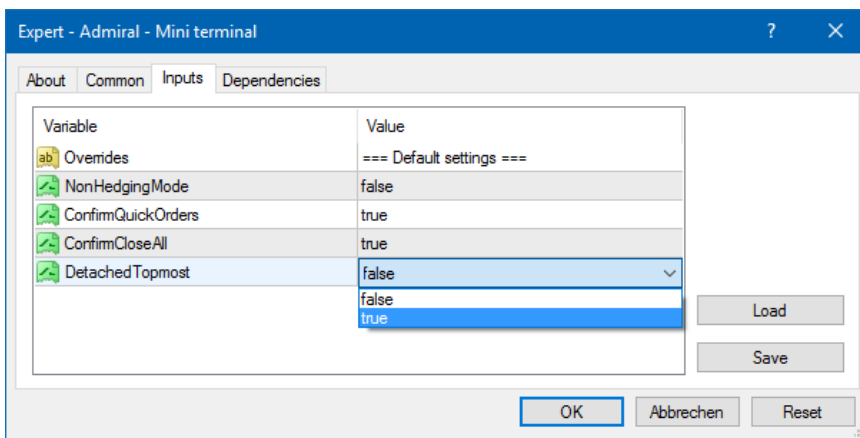 Expert - Admiral - Mini terminal ?
About Common Inputs Dependencies
Variable Value
ab Overrides === Default settings ===
NonHedgingMode false
ConfirmQuickOrders true
ConfirmCloseAll true
DetachedTopmost false
false
true
Load
Save
OK Abbrechen Reset